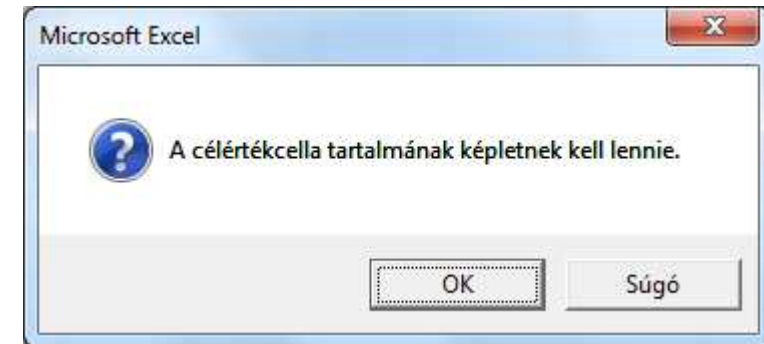 Microsoft Excel
A célértékcella tartalmának képletnek kell lennie.
OK
Súgó